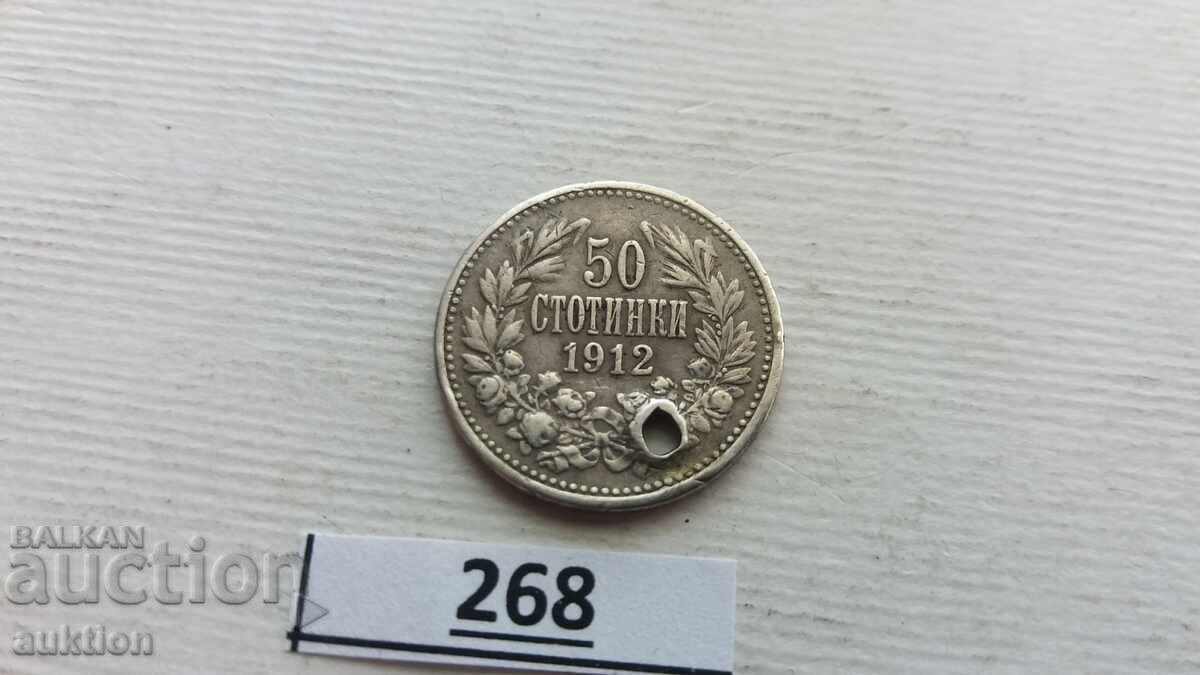 50
СТОТИНКИ
1912
268
BALKAN
auction
auktion